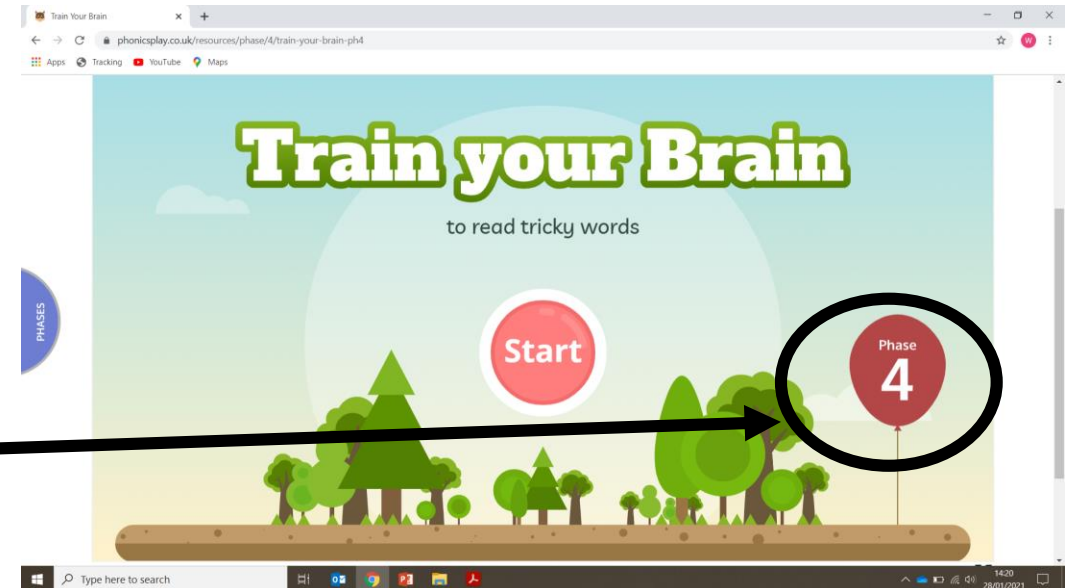 Train Your Brain
phonicsplay.co.uk/resources/phase/4/train-your-brain-ph4
W
Apps Tracking YouTube Maps
Train your Brain
to read tricky words
PHASES
Start
Phase
4
Type here to search
14:20
28/01/2021